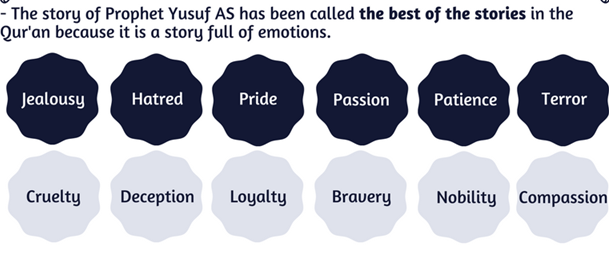 - The story of Prophet Yusuf AS has been called the best of the stories in the
Qur'an because it is a story full of emotions.
Jealousy Hatred Pride Passion Patience Terror
Cruelty Deception Loyalty Bravery Nobility Compassion